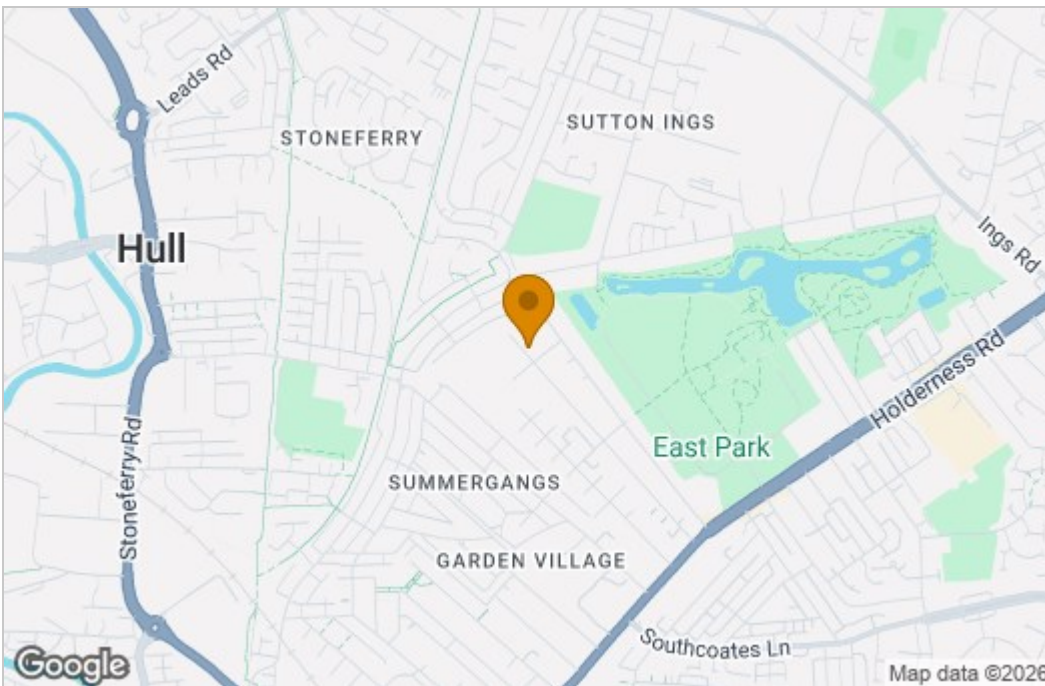 Leads Rd
STONEFERRY
SUTTON INGS
Ings Rd
Hull
Holderness Rd
Stoneferry Rd
East Park
SUMMERGANGS
GARDEN VILLAGE
Southcoates Ln
Google
Map data ©2026